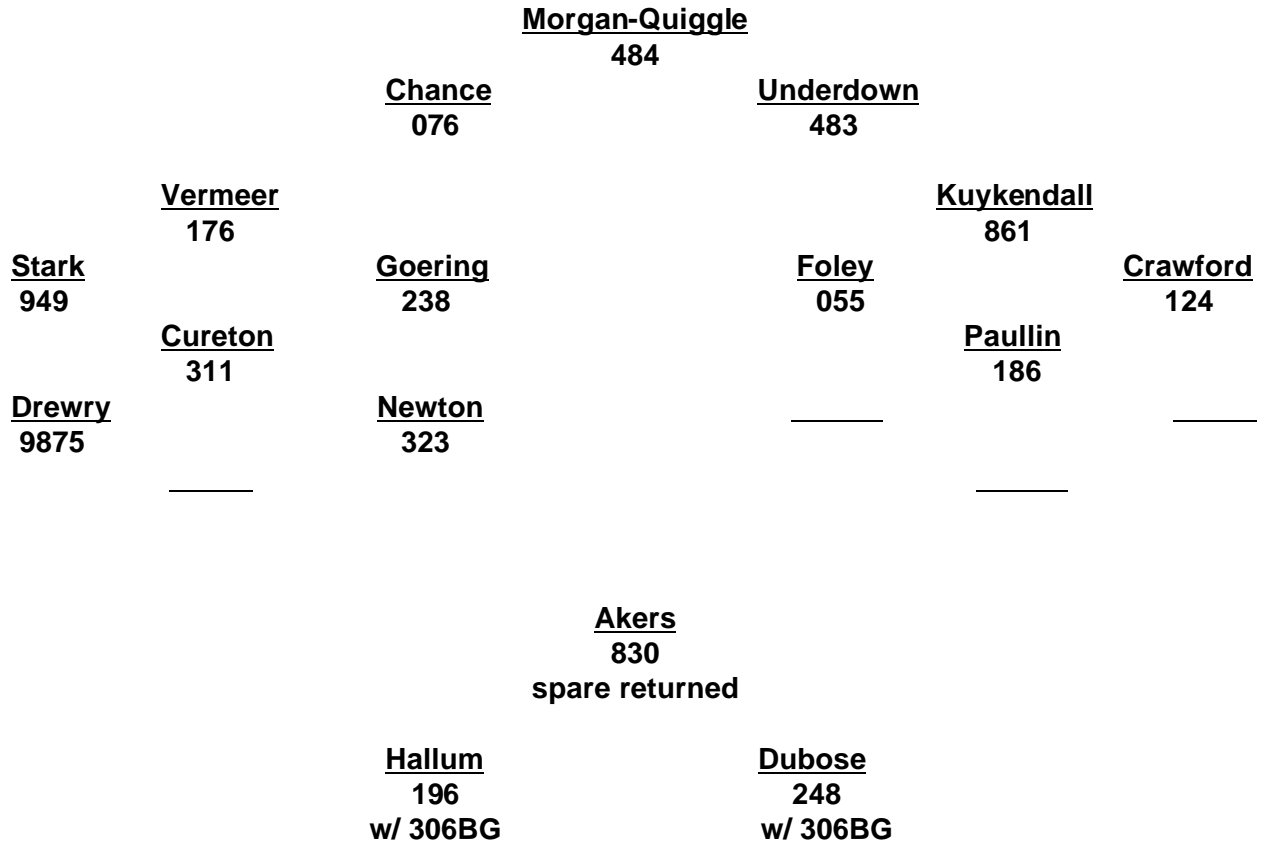 Morgan-Quiggle
484
Chance Underdown
076 483
Vermeer Kuykendall
176 861
Stark Goering Foley Crawford
949 238 055 124
Cureton Paullin
311 186
Drewry Newton
9875 323
Akers
830
spare returned
Hallum Dubose
196 248
w/ 306BG w/ 306BG